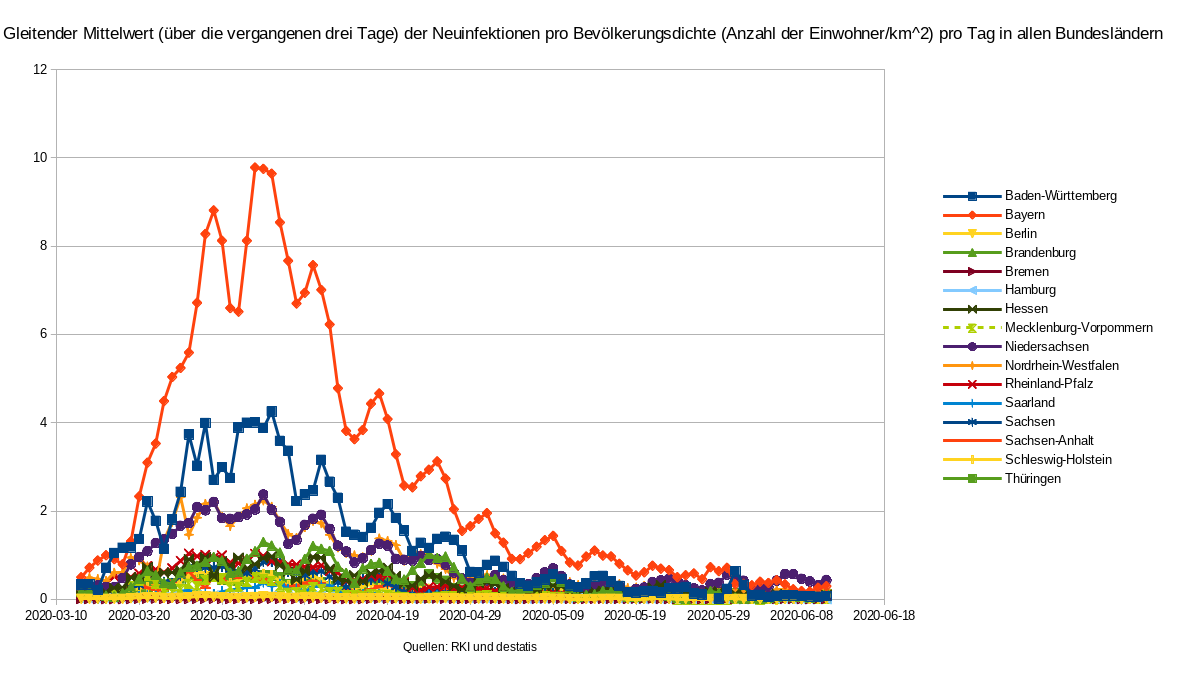 Gleitender Mittelwert (über die vergangenen drei Tage) der Neuinfektionen pro Bevölkerungsdichte (Anzahl der Einwohner/km^2) pro Tag in allen Bundesländern
12
10
8
6
4
2
0
2020-03-10 2020-03-20 2020-03-30 2020-04-09 2020-04-19 2020-04-29 2020-05-09 2020-05-19 2020-05-29 2020-06-08 2020-06-18
Quellen: RKI und destatis
Baden-Württemberg
Bayern
Berlin
Brandenburg
Bremen
Hamburg
Hessen
Mecklenburg-Vorpommern
Niedersachsen
Nordrhein-Westfalen
Rheinland-Pfalz
Saarland
Sachsen
Sachsen-Anhalt
Schleswig-Holstein
Thüringen